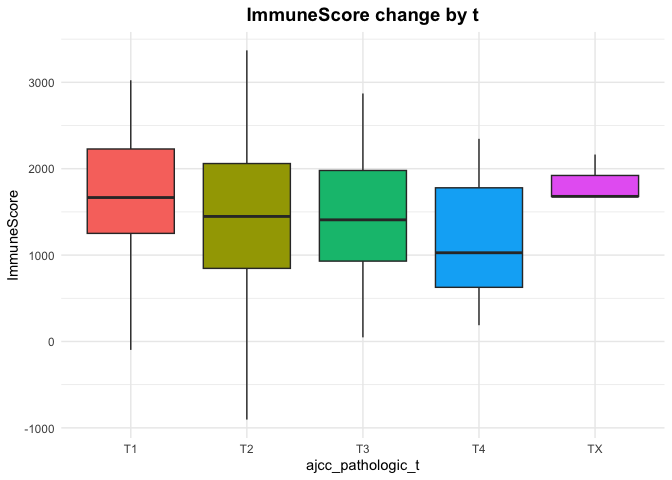 ImmuneScore change by t
ImmuneScore
3000
2000
1000
0
-1000
T1 T2 T3 T4 TX
ajcc_pathologic_t